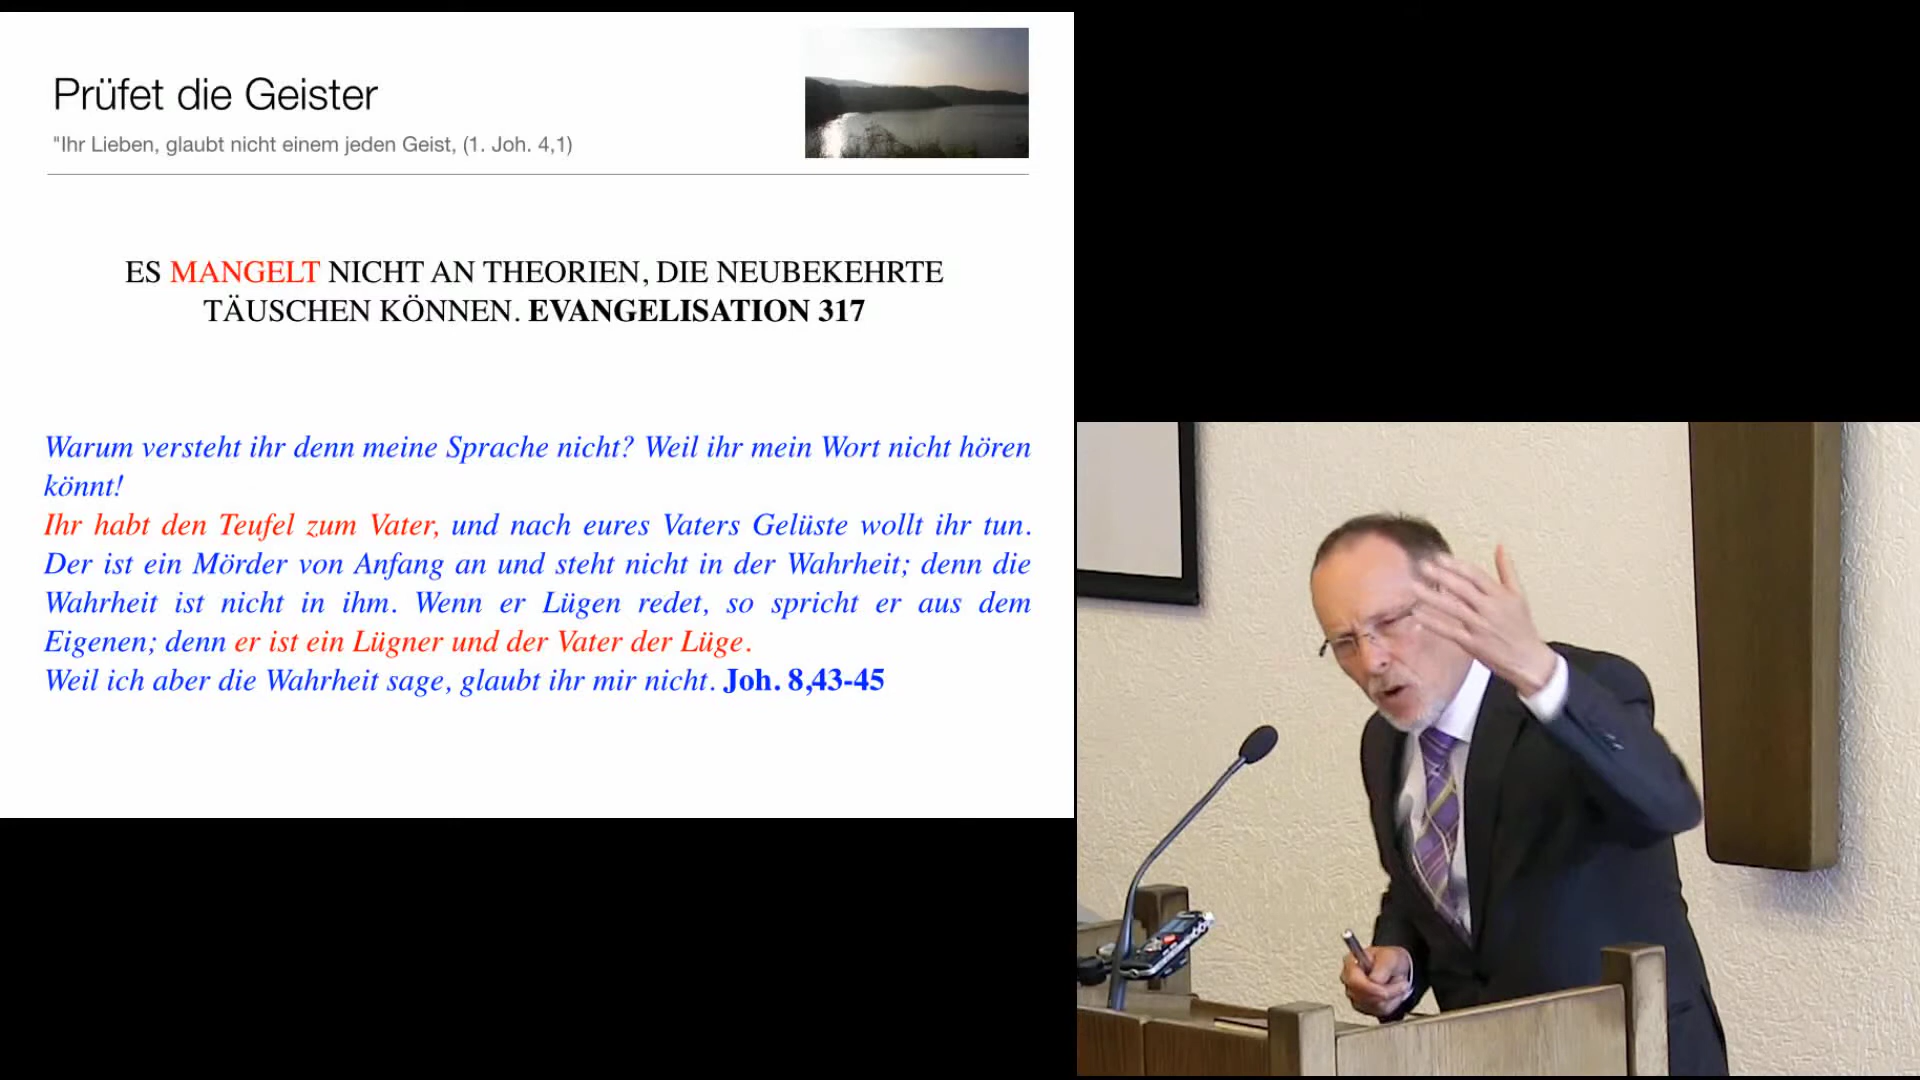 Prüfet die Geister
"Ihr Lieben, glaubt nicht einem jeden Geist, (1. Joh. 4,1)
ES MANGELT NICHT AN THEORIEN, DIE NEUBEKEHRTE
TÄUSCHEN KÖNNEN. EVANGELISATION 317
Warum versteht ihr denn meine Sprache nicht? Weil ihr mein Wort nicht hören
könnt!
Ihr habt den Teufel zum Vater, und nach eures Vaters Gelüste wollt ihr tun.
Der ist ein Mörder von Anfang an und steht nicht in der Wahrheit; denn die
Wahrheit ist nicht in ihm. Wenn er Lügen redet, so spricht er aus dem
Eigenen; denn er ist ein Lügner und der Vater der Lüge.
Weil ich aber die Wahrheit sage, glaubt ihr mir nicht. Joh. 8,43-45